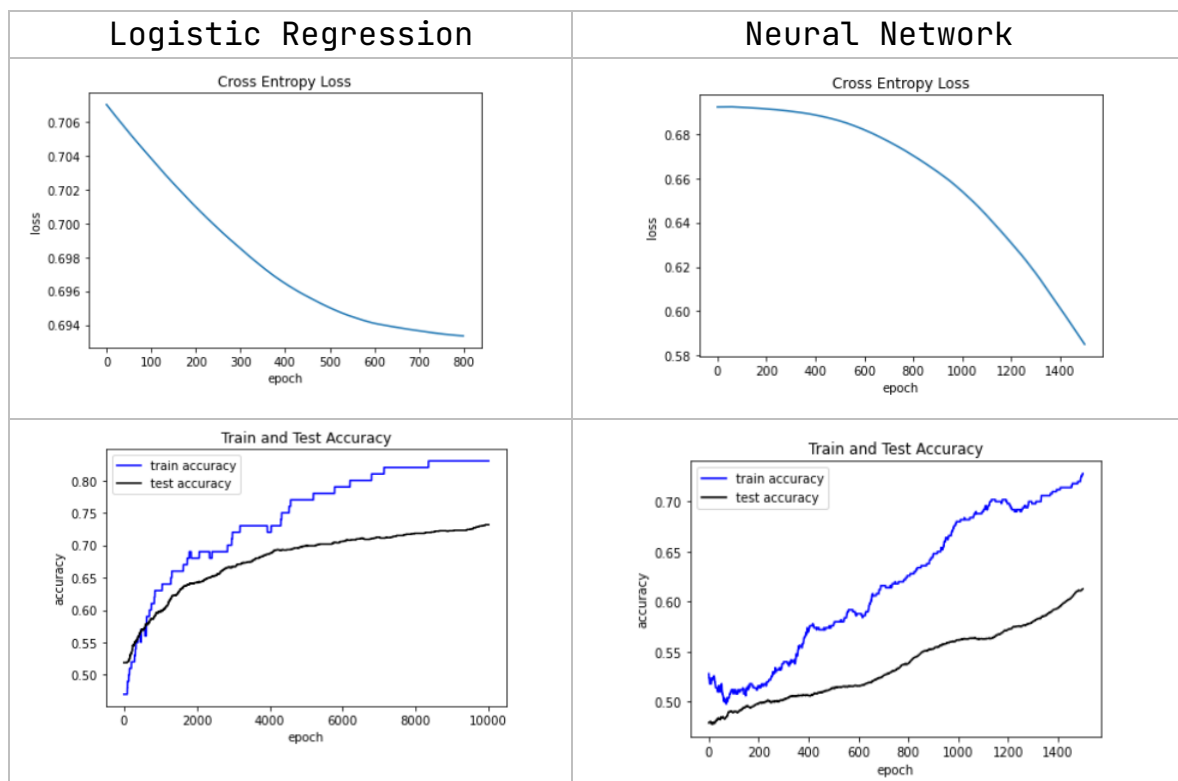 Logistic Regression
Neural Network
Cross Entropy Loss
loss
0.706
0.704
0.702
0.700
0.698
0.696
0.694
0 100 200 300 400 500 600 700 800
epoch
Cross Entropy Loss
loss
0.68
0.66
0.64
0.62
0.60
0.58
0 200 400 600 800 1000 1200 1400
epoch
Train and Test Accuracy
train accuracy
test accuracy
accuracy
0.80
0.75
0.70
0.65
0.60
0.55
0.50
0 2000 4000 6000 8000 10000
epoch
Train and Test Accuracy
train accuracy
test accuracy
accuracy
0.70
0.65
0.60
0.55
0.50
0 200 400 600 800 1000 1200 1400
epoch